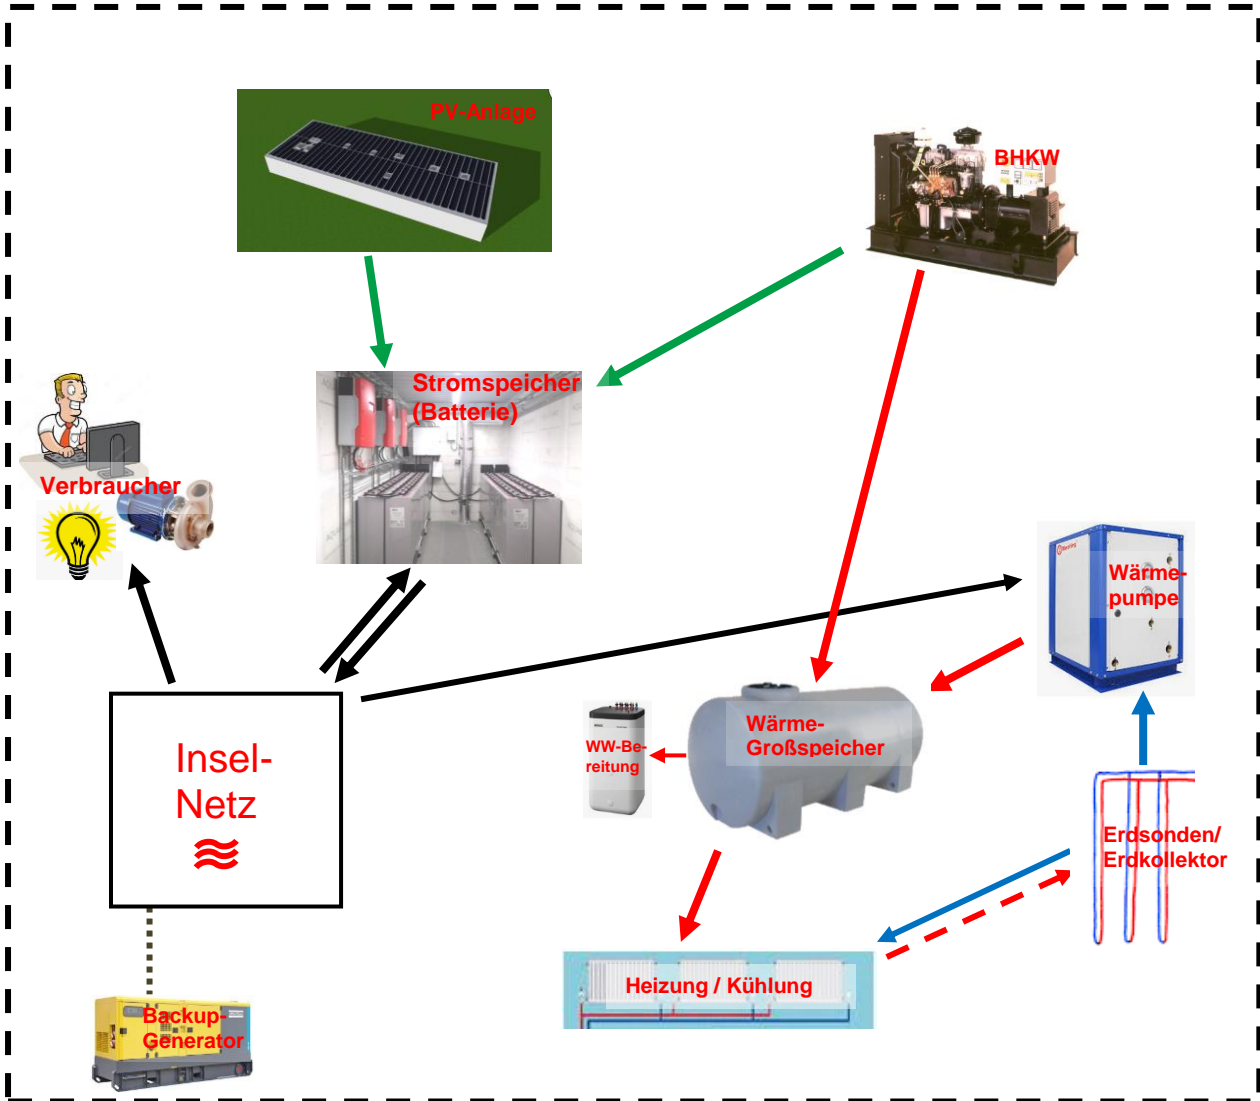 PV-Anlage
BHKW
Stromspeicher
(Batterie)
Verbraucher
Wärme-
pumpe
Insel-
Netz
WW-Be-
reitung
Wärme-
Großspeicher
Erdsonden/
Erdkollektor
Heizung / Kühlung
Backup-
Generator